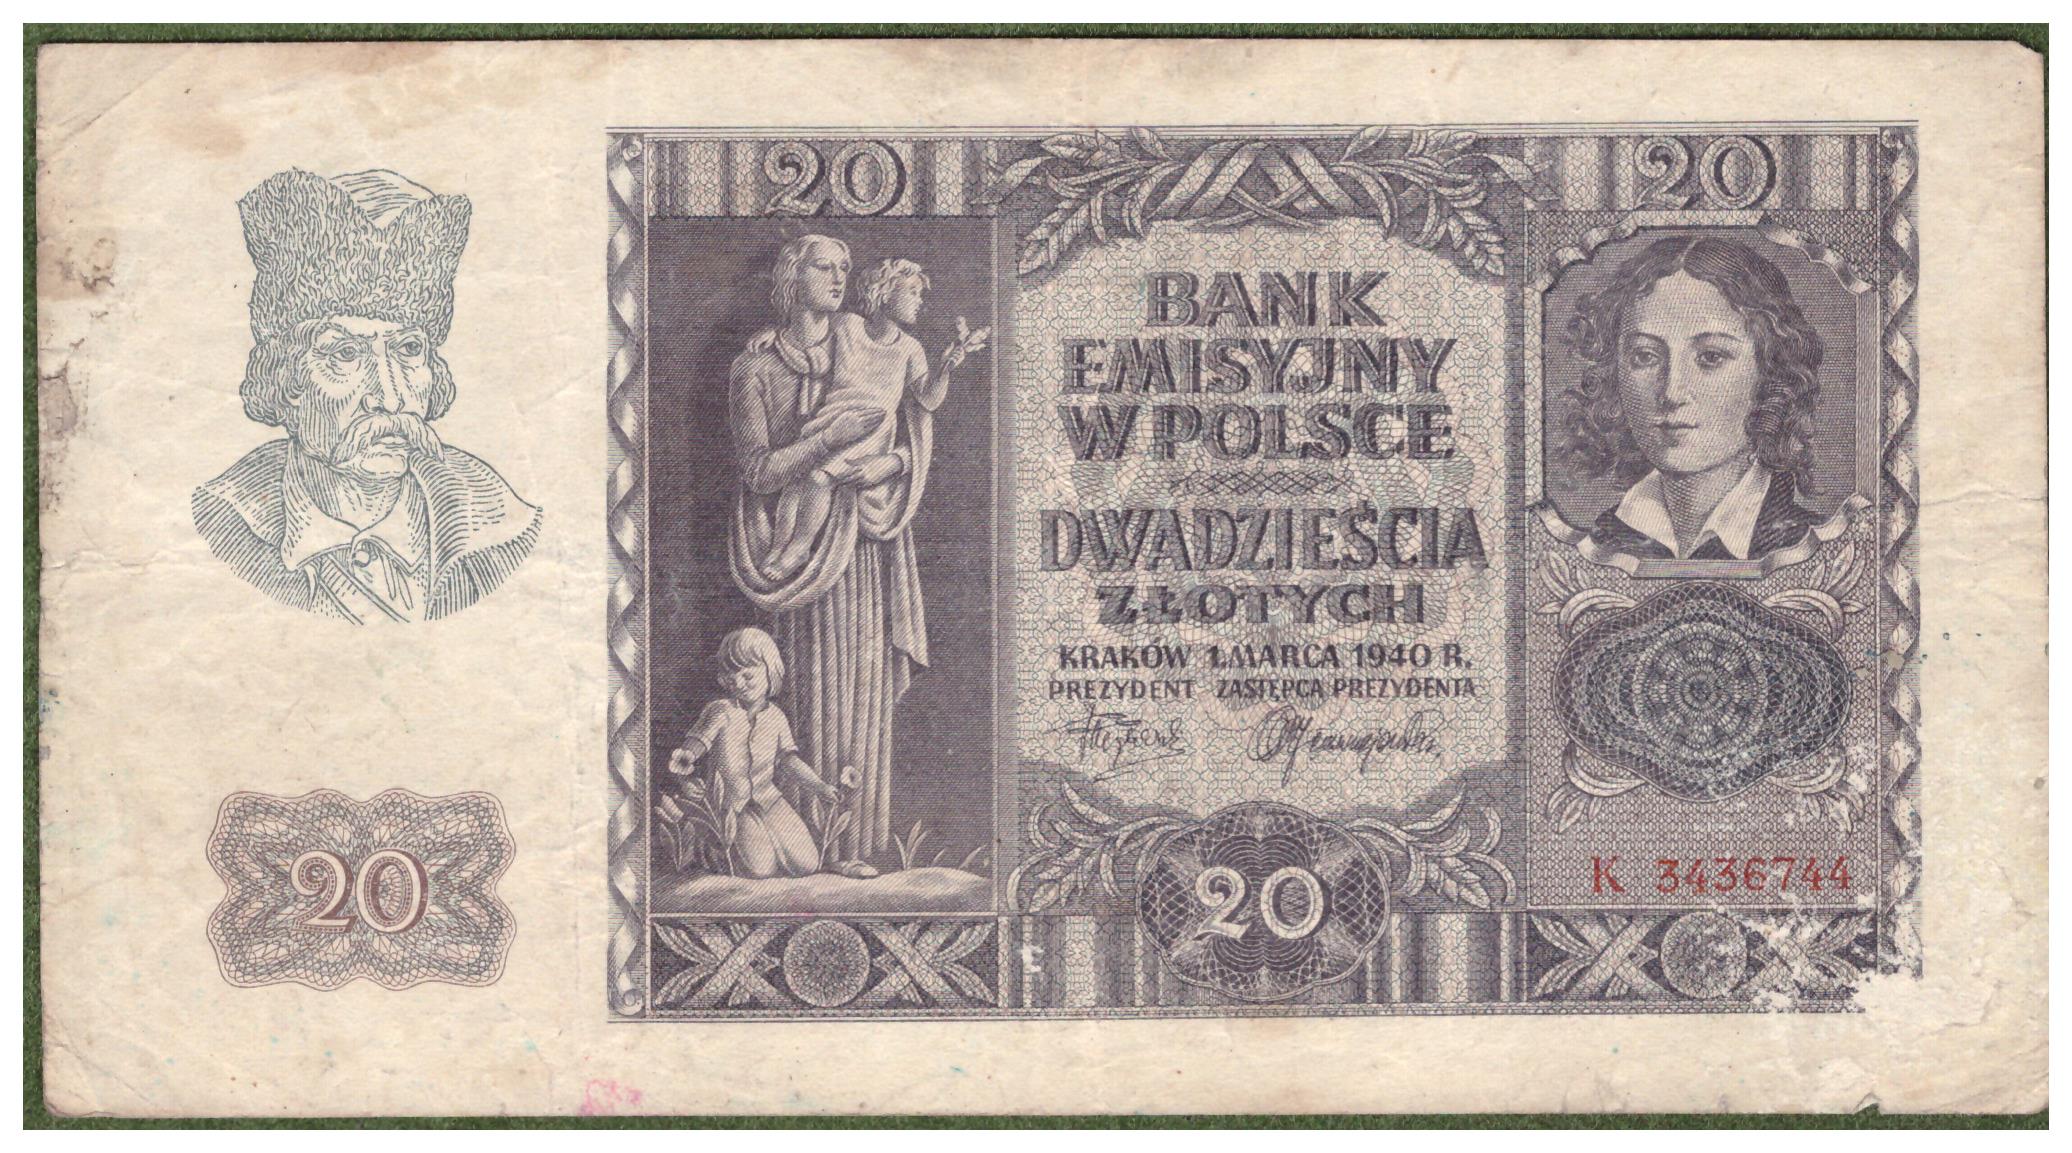 20
20
BANK
EMISYJNY
W POLSCE
DWADZIEŚCIA
ZŁOTYCH
KRAKÓW 1. MARCA 1940 R.
PREZYDENT ZASTĘPCA PREZYDENTA
K 3436744
20
20